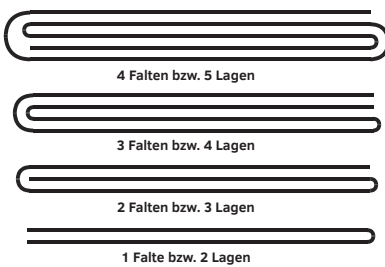 4 Falten bzw. 5 Lagen
3 Falten bzw. 4 Lagen
2 Falten bzw. 3 Lagen
1 Falte bzw. 2 Lagen